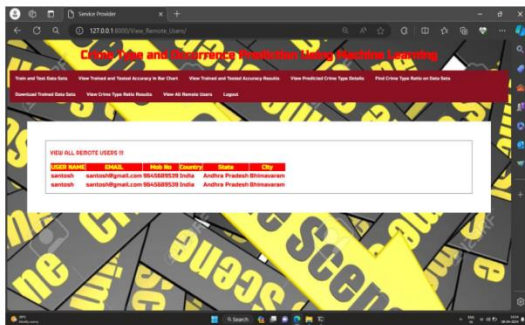 Service Provider
127.0.0.1:8000/View_Remote_Users/
Crime Type and Occurrence Prediction Using Machine Learning
Train and Test Data Sets View Trained and Tested Accuracy in Bar Chart View Trained and Tested Accuracy Results View Predicted Crime Type Details Find Crime Type Ratio on Data Sets
Download Trained Data Sets View Crime Type Ratio Results View All Remote Users Logout
VIEW ALL REMOTE USERS !!!
USER NAME EMAIL Mob No Country State City
santosh santosh@gmail.com 9645689539 India Andhra Pradesh Bhimavaram
santosh santosh@gmail.com 9645689539 India Andhra Pradesh Bhimavaram
Scene
Scene
Search